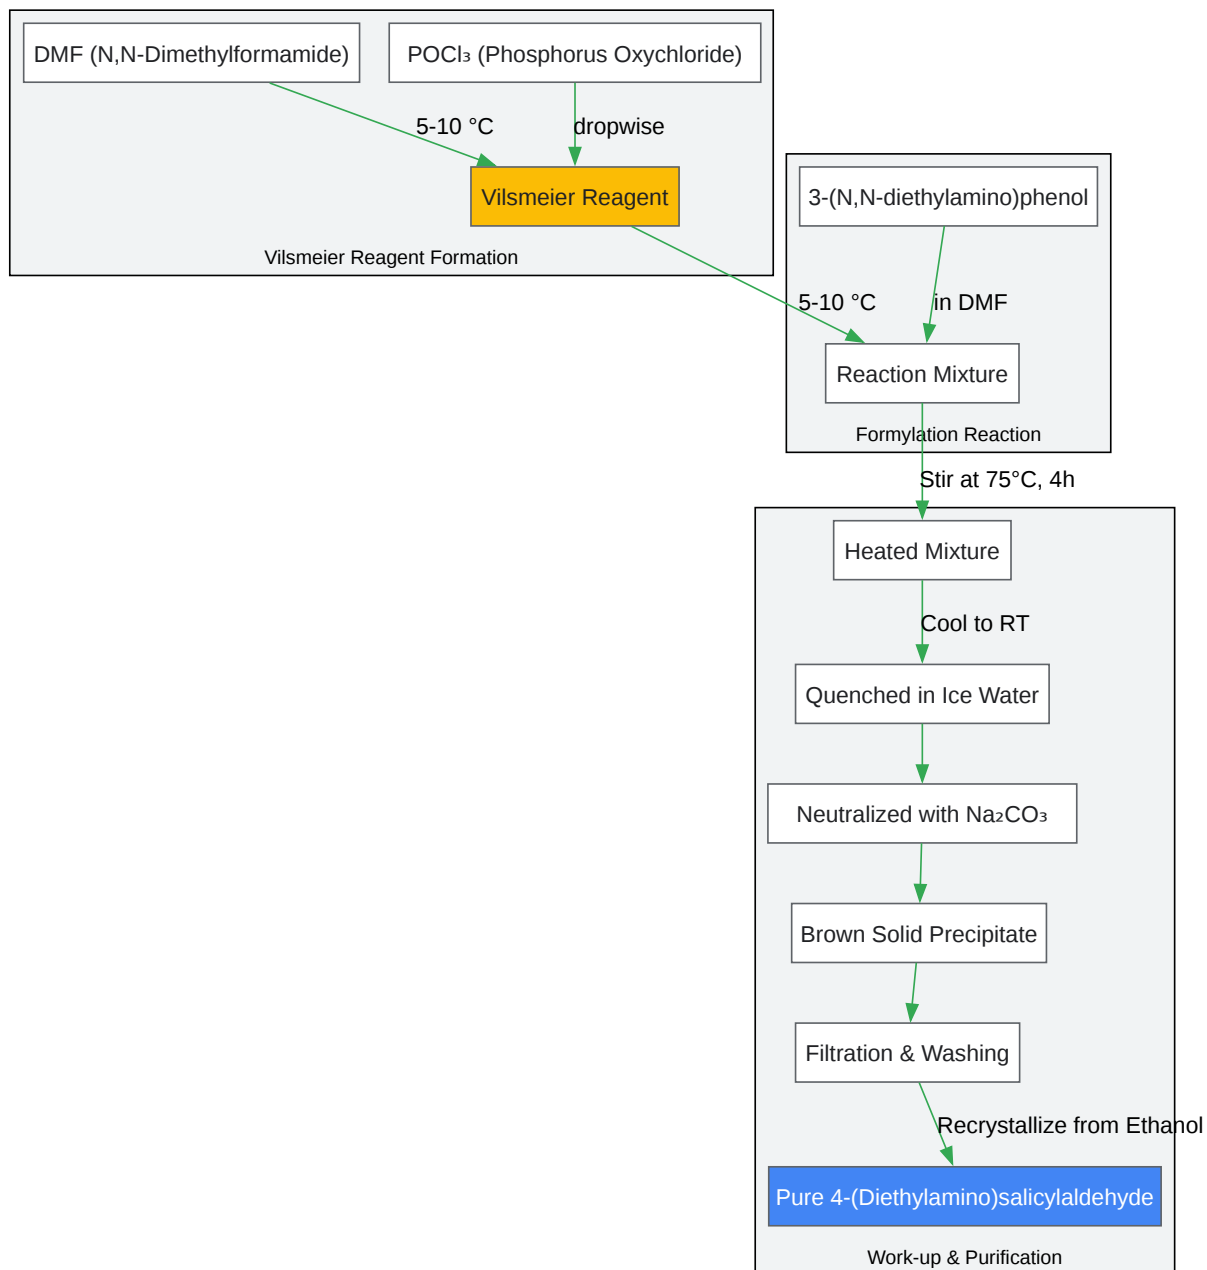 DMF (N,N-Dimethylformamide)
POCl₃ (Phosphorus Oxychloride)
5-10 °C
dropwise
Vilsmeier Reagent
Vilsmeier Reagent Formation
3-(N,N-diethylamino)phenol
5-10 °C
in DMF
Reaction Mixture
Formylation Reaction
Stir at 75°C, 4h
Heated Mixture
Cool to RT
Quenched in Ice Water
Neutralized with Na₂CO₃
Brown Solid Precipitate
Filtration & Washing
Recrystallize from Ethanol
Pure 4-(Diethylamino)salicylaldehyde
Work-up & Purification